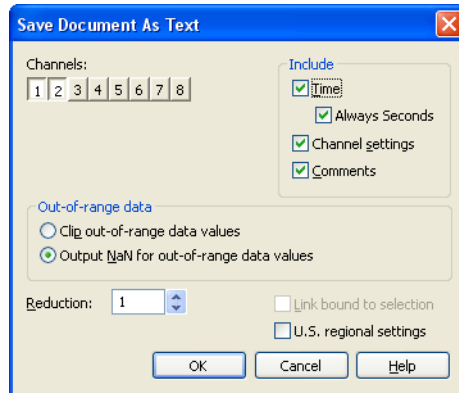 Save Document As Text
Channels:
1 2 3 4 5 6 7 8
Include
Time
Always Seconds
Channel settings
Comments
Out-of-range data
Clip out-of-range data values
Output NaN for out-of-range data values
Reduction: 1
Link bound to selection
U.S. regional settings
OK Cancel Help